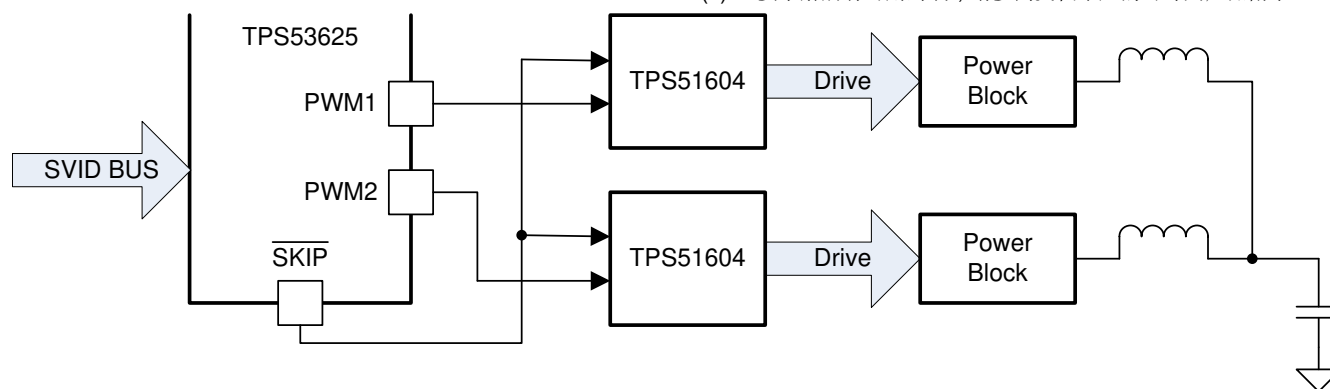 TPS53625
PWM1
PWM2
SKIP
SVID BUS
TPS51604
Drive
Power
Block
TPS51604
Drive
Power
Block